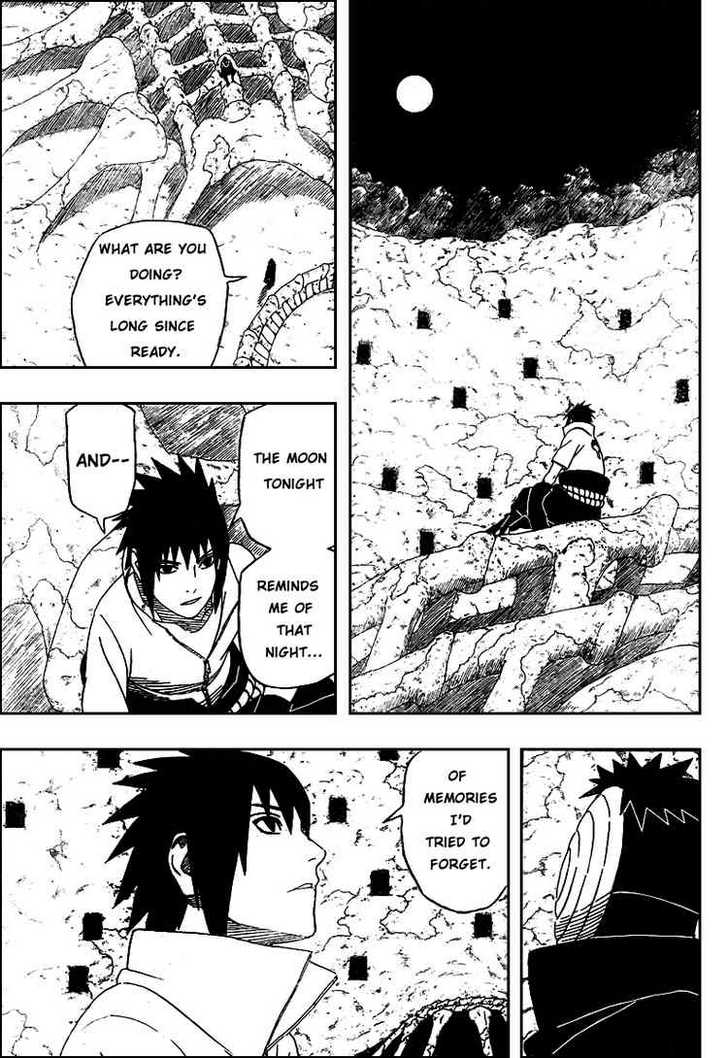 WHAT ARE YOU
DOING?
EVERYTHING'S
LONG SINCE
READY.
THE MOON
TONIGHT
REMINDS
ME OF
THAT
NIGHT...
AND--
OF
MEMORIES
I'D
TRIED TO
FORGET.